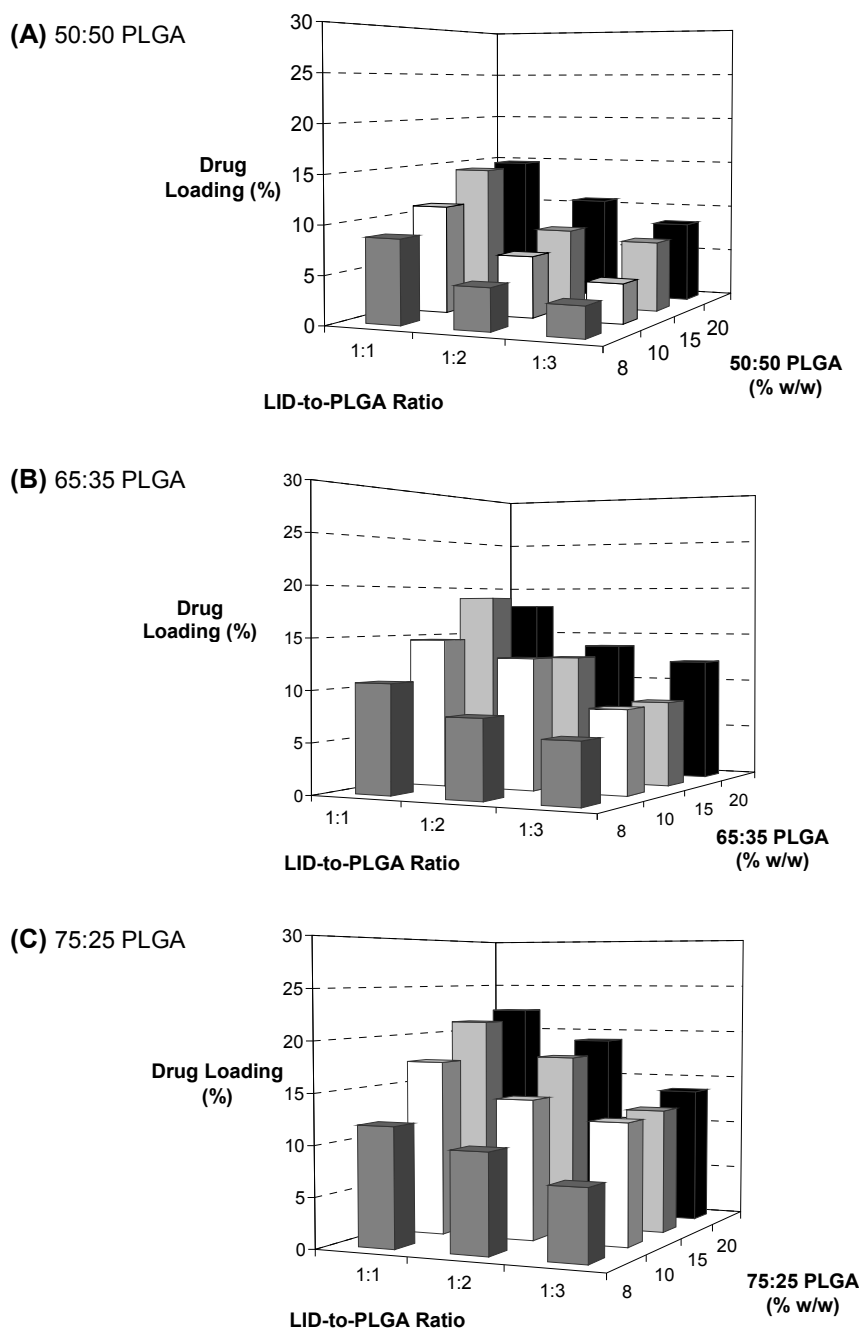 (A) 50:50 PLGA
30
25
20
15
10
5
0
Drug
Loading (%)
1:1
1:2
1:3
8
10
15
20
LID-to-PLGA Ratio
50:50 PLGA
(% w/w)
(B) 65:35 PLGA
30
25
20
15
10
5
0
Drug
Loading (%)
1:1
1:2
1:3
8
10
15
20
LID-to-PLGA Ratio
65:35 PLGA
(% w/w)
(C) 75:25 PLGA
30
25
20
15
10
5
0
Drug Loading
(%)
1:1
1:2
1:3
8
10
15
20
LID-to-PLGA Ratio
75:25 PLGA
(% w/w)